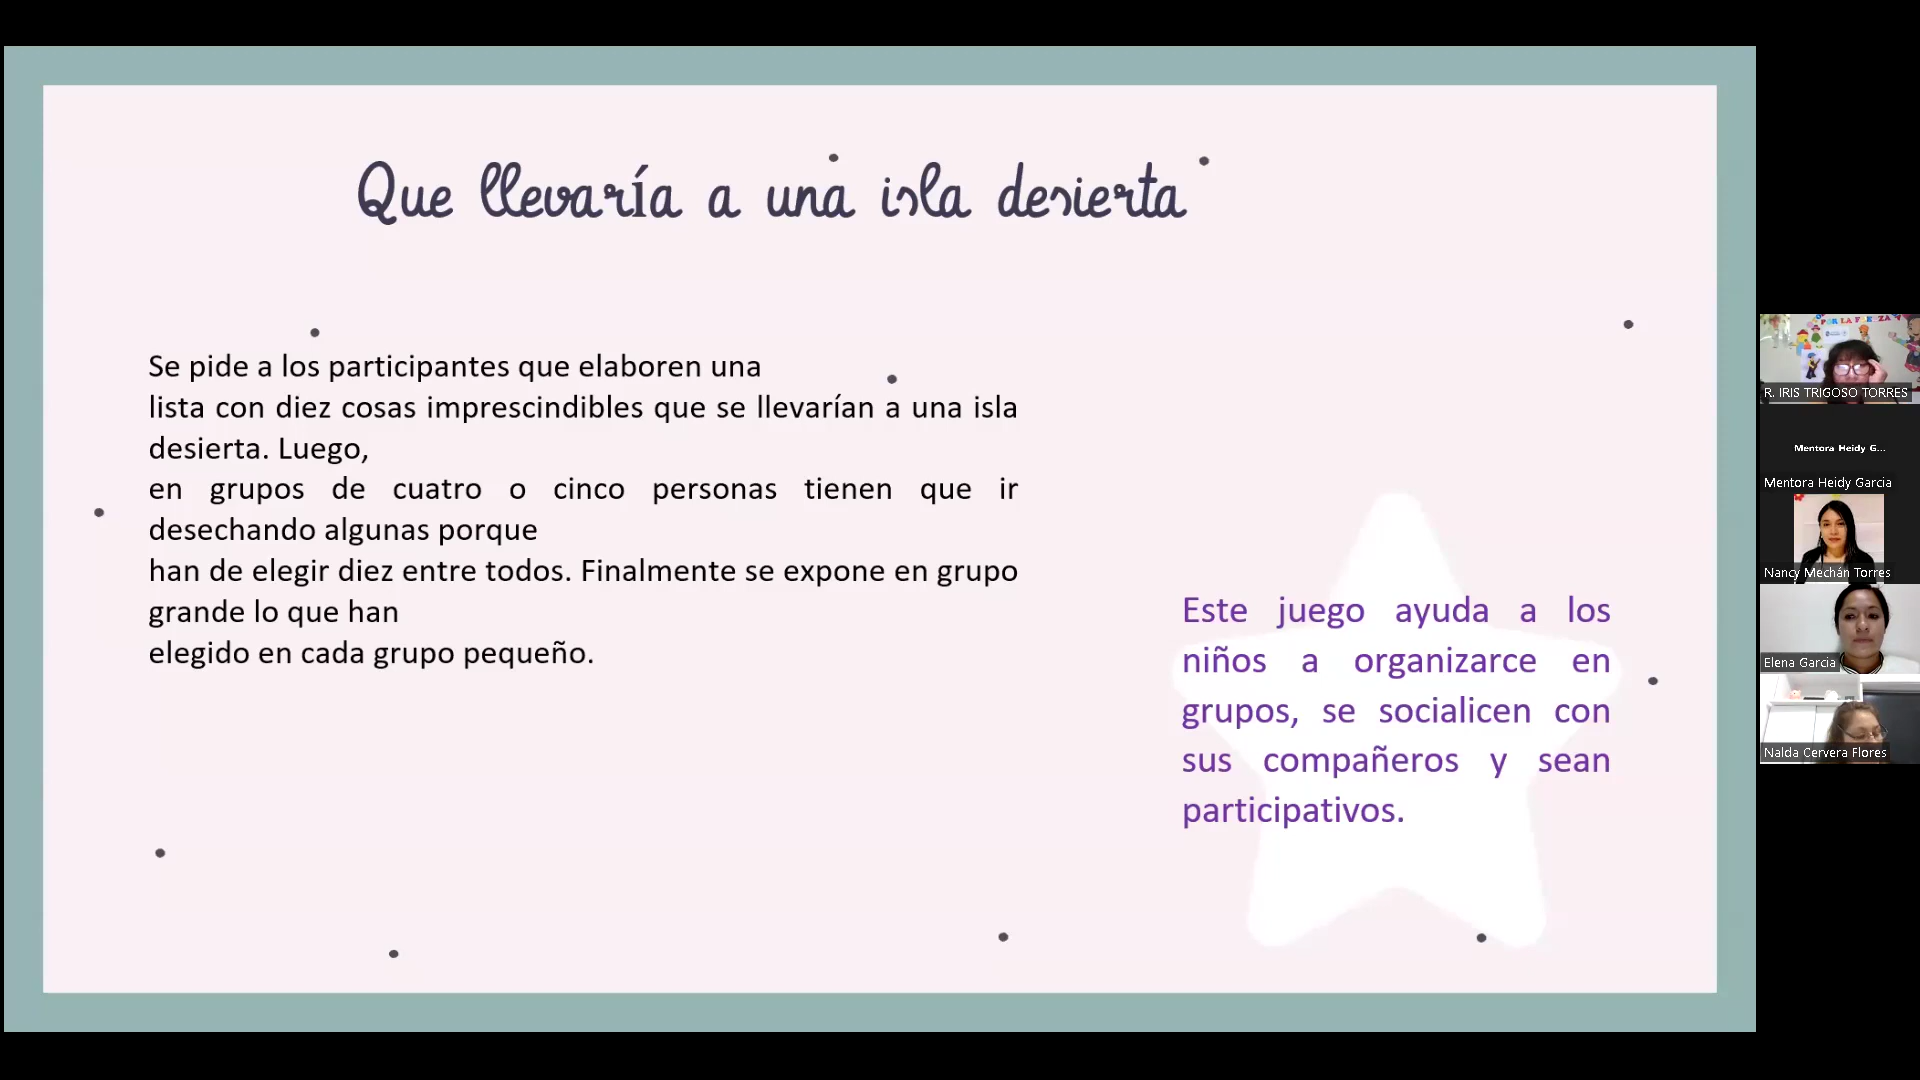 Que llevaría a una isla desierta
Se pide a los participantes que elaboren una
lista con diez cosas imprescindibles que se llevarían a una isla
desierta. Luego,
en grupos de cuatro o cinco personas tienen que ir
desechando algunas porque
han de elegir diez entre todos. Finalmente se expone en grupo
grande lo que han
elegido en cada grupo pequeño.
Este juego ayuda a los
niños a organizarce en
grupos, se socialicen con
sus compañeros y sean
participativos.
POR LA
R. IRIS TRIGOSO TORRES
Mentora Heidy G...
Mentora Heidy Garcia
Nancy Mechán Torres
Elena Garcia
Nalda Cervera Flores